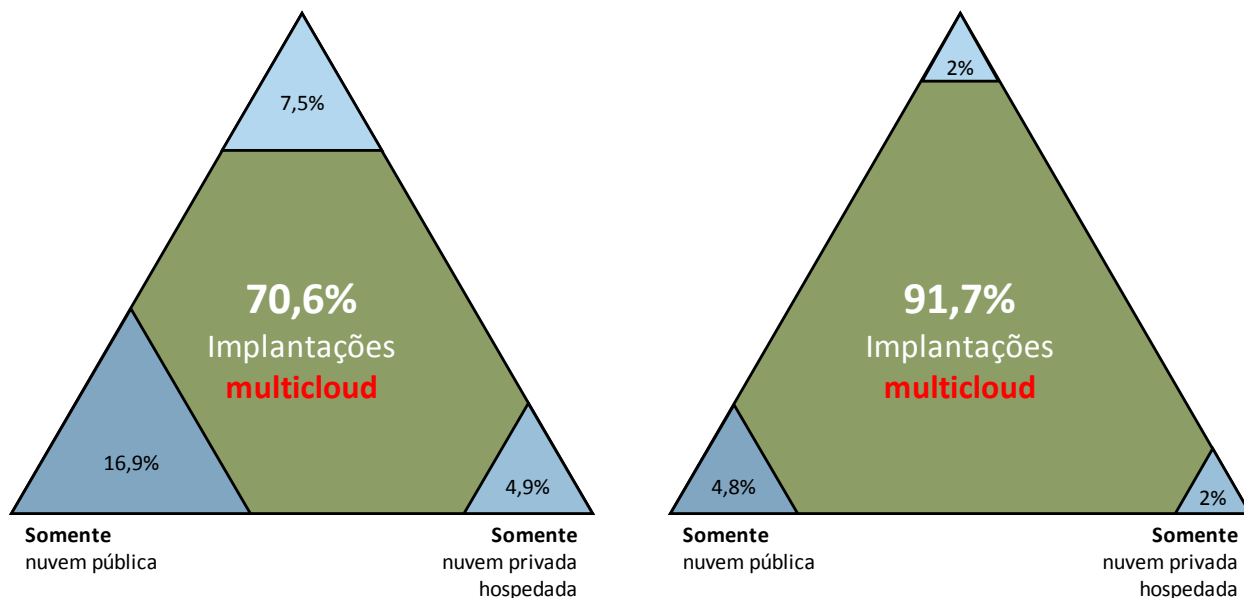 7,5%
70,6%
Implantações
multicloud
16,9%
4,9%
Somente
nuvem pública
Somente
nuvem privada
hospedada
2%
91,7%
Implantações
multicloud
4,8%
2%
Somente
nuvem pública
Somente
nuvem privada
hospedada